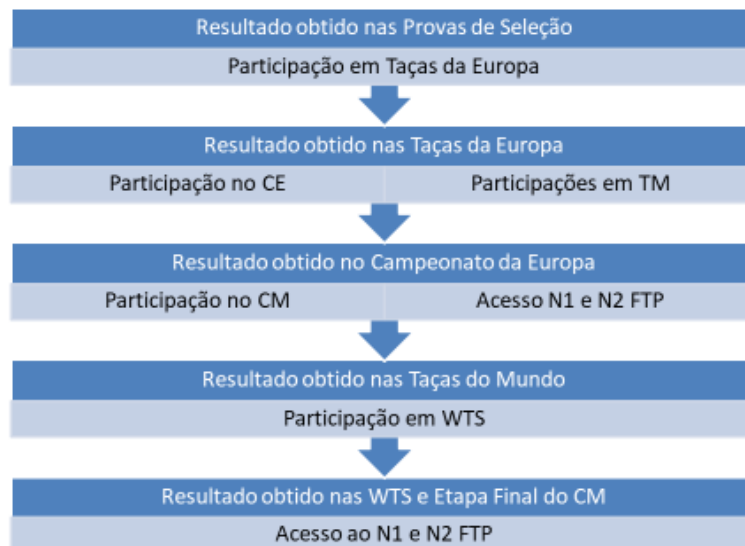 Resultado obtido nas Provas de Seleção
Participação em Taças da Europa
Resultado obtido nas Taças da Europa
Participação no CE
Participações em TM
Resultado obtido no Campeonato da Europa
Participação no CM
Acesso N1 e N2 FTP
Resultado obtido nas Taças do Mundo
Participação em WTS
Resultado obtido nas WTS e Etapa Final do CM
Acesso ao N1 e N2 FTP